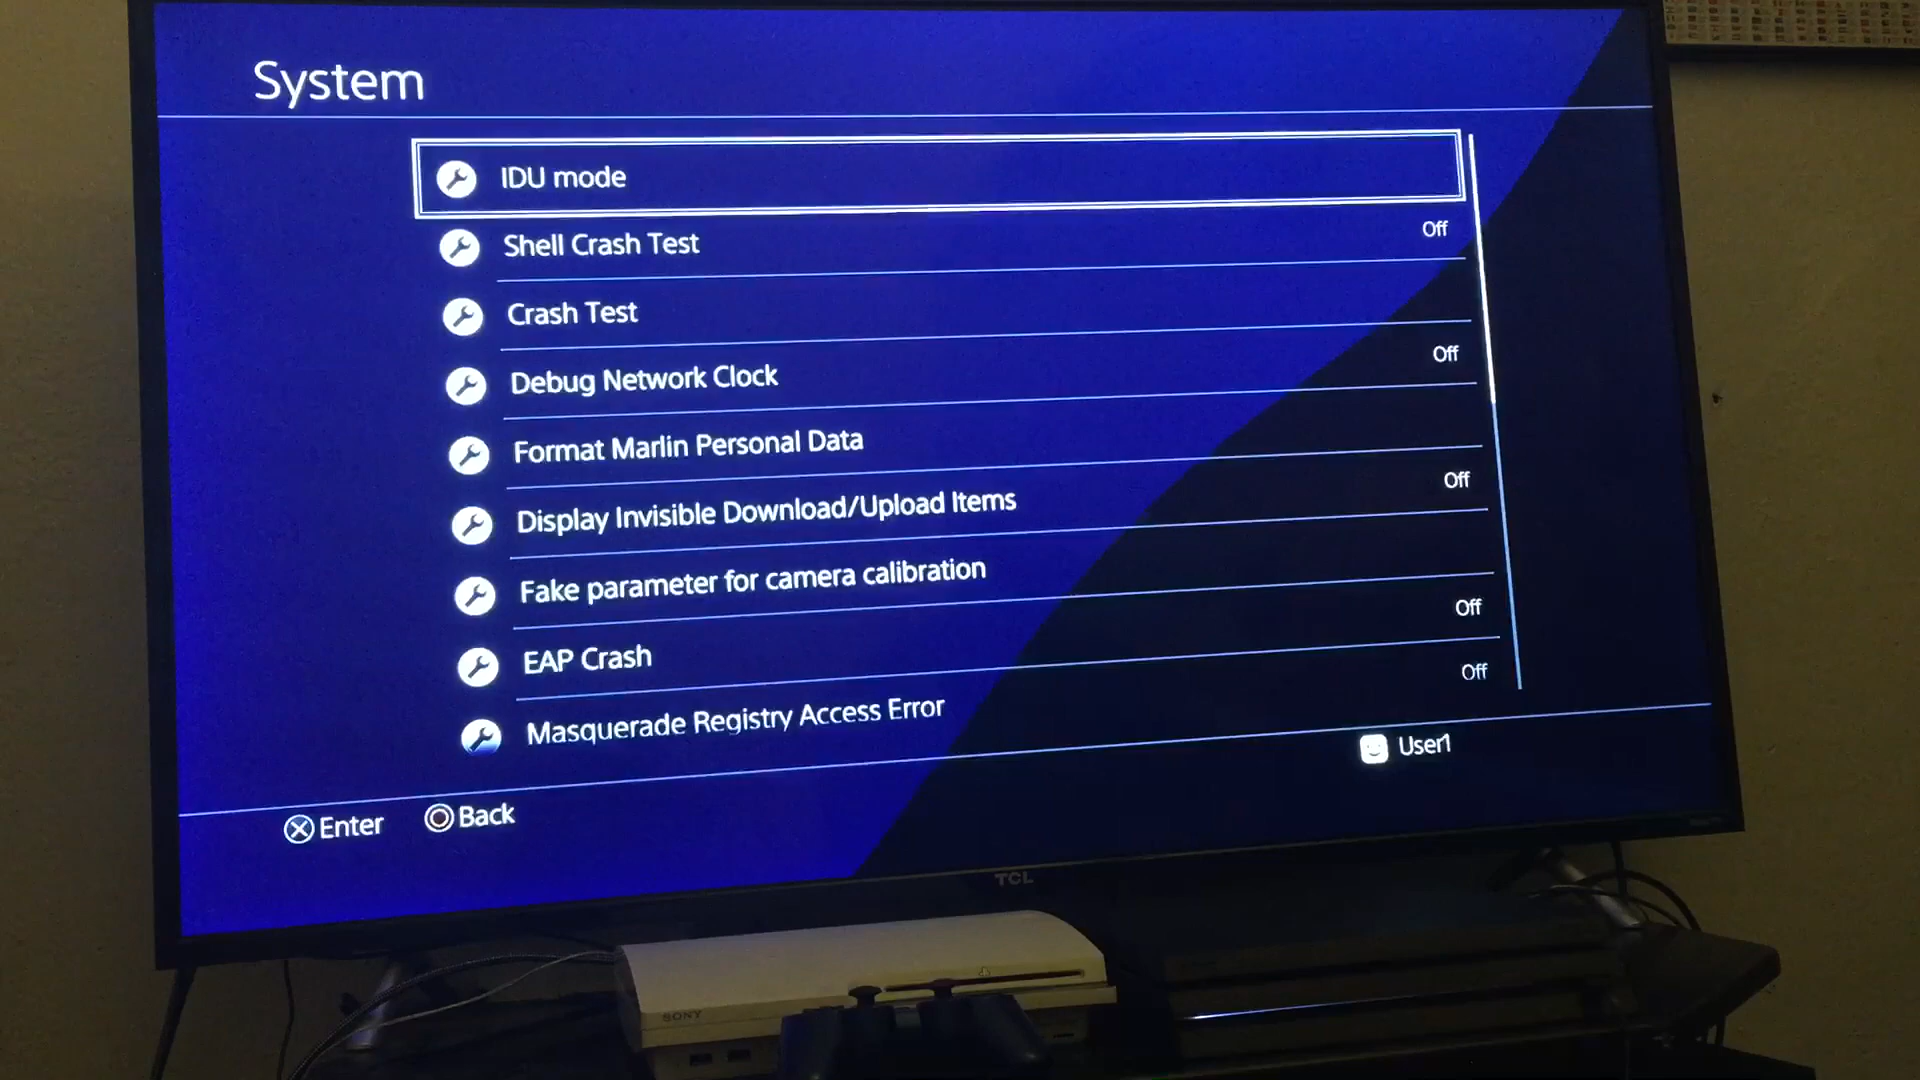 System
IDU mode
Shell Crash Test
Off
Crash Test
Debug Network Clock
Off
Format Marlin Personal Data
Display Invisible Download/Upload Items
Off
Fake parameter for camera calibration
EAP Crash
Off
Masquerade Registry Access Error
Off
User1
Enter
Back
TCL
SONY